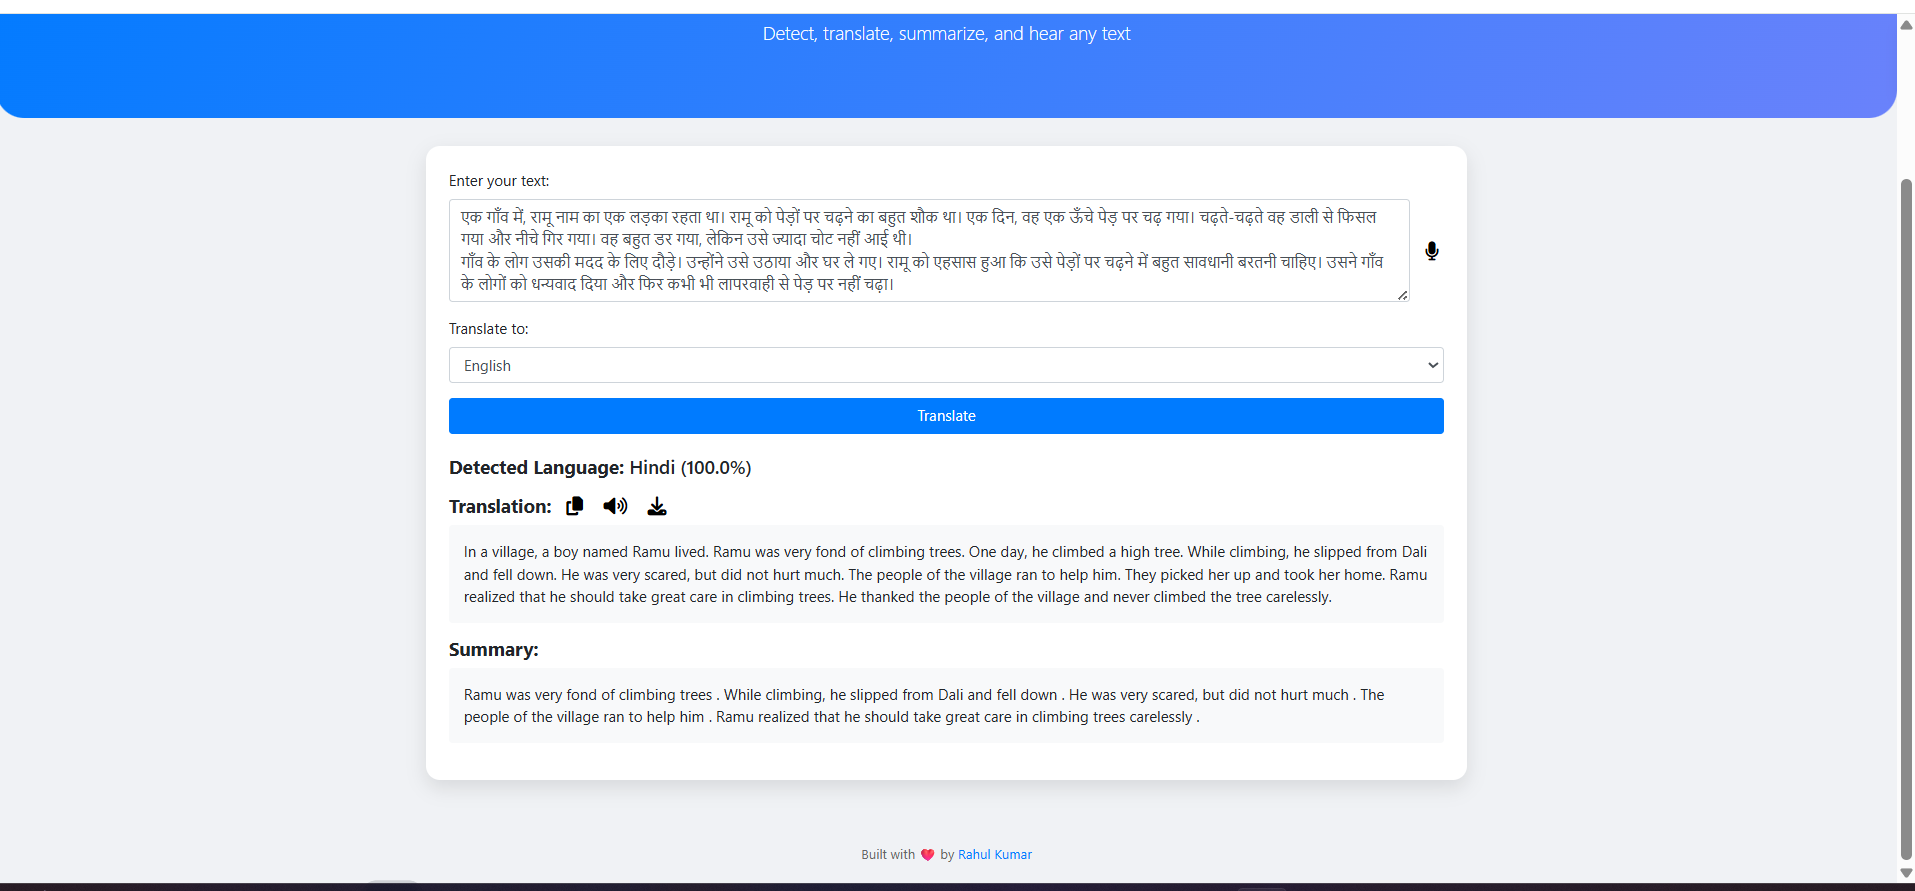 Detect, translate, summarize, and hear any text
Enter your text:
एक गाँव में, रामू नाम का एक लड़का रहता था। रामू को पेड़ों पर चढ़ने का बहुत शौक था। एक दिन, वह एक ऊँचे पेड़ पर चढ़ गया। चढ़ते-चढ़ते वह डाली से फिसल
गया और नीचे गिर गया। वह बहुत डर गया, लेकिन उसे ज्यादा चोट नहीं आई थी।
गाँव के लोग उसकी मदद के लिए दौड़े। उन्होंने उसे उठाया और घर ले गए। रामू को एहसास हुआ कि उसे पेड़ों पर चढ़ने में बहुत सावधानी बरतनी चाहिए। उसने गाँव
के लोगों को धन्यवाद दिया और फिर कभी भी लापरवाही से पेड़ पर नहीं चढ़ा।
Translate to:
English
Translate
Detected Language: Hindi (100.0%)
Translation:
In a village, a boy named Ramu lived. Ramu was very fond of climbing trees. One day, he climbed a high tree. While climbing, he slipped from Dali
and fell down. He was very scared, but did not hurt much. The people of the village ran to help him. They picked her up and took her home. Ramu
realized that he should take great care in climbing trees. He thanked the people of the village and never climbed the tree carelessly.
Summary:
Ramu was very fond of climbing trees . While climbing, he slipped from Dali and fell down . He was very scared, but did not hurt much . The
people of the village ran to help him . Ramu realized that he should take great care in climbing trees carelessly .
Built with ❤️ by Rahul Kumar